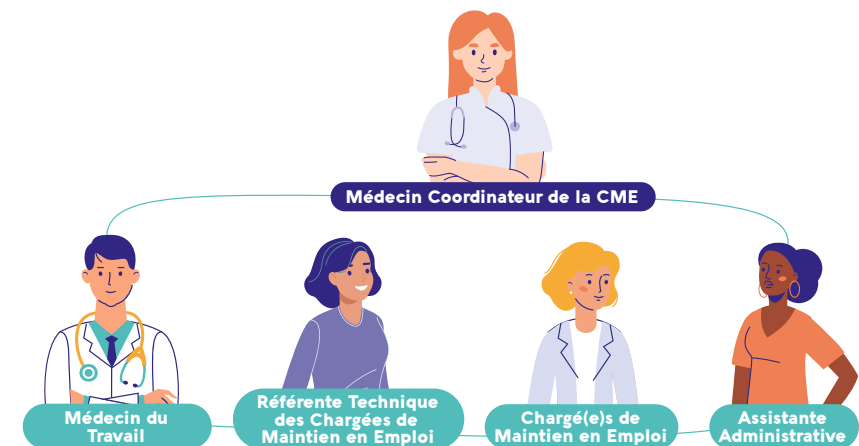 Médecin Coordinateur de la CME
Médecin du
Travail
Référente Technique
des Chargées de
Maintien en Emploi
Chargé(e)s de
Maintien en Emploi
Assistante
Administrative